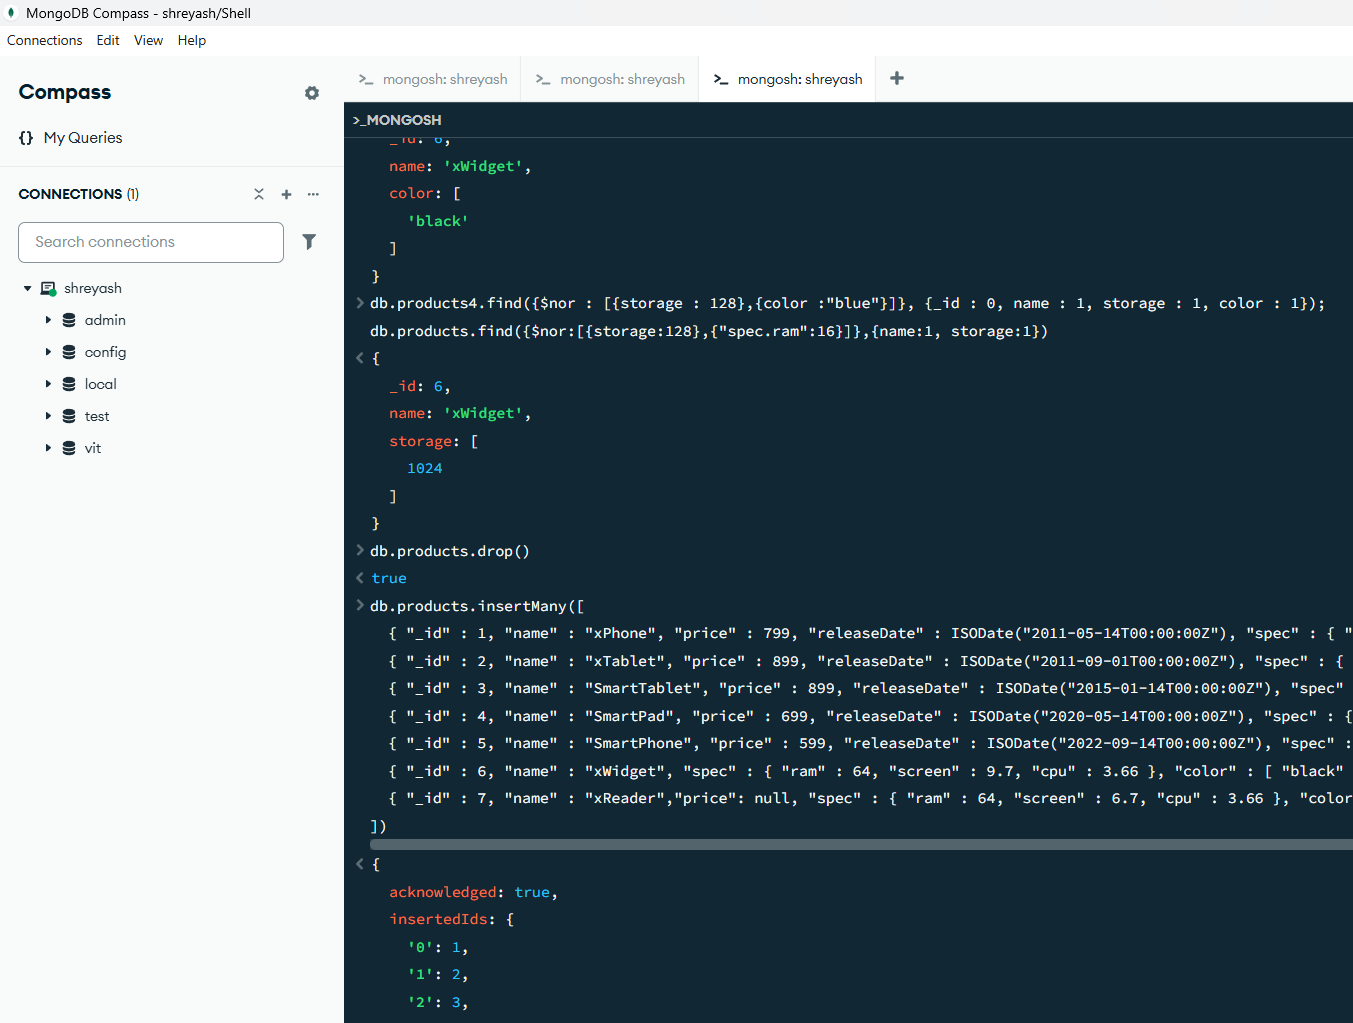 MongoDB Compass - shreyash/Shell
Connections Edit View Help
Compass
My Queries
CONNECTIONS (1)
Search connections
shreyash
admin
config
local
test
vit
mongosh: shreyash
mongosh: shreyash
mongosh: shreyash
>_MONGOSH
_id: 6,
name: 'xWidget',
color: [
'black'
]
}
db.products4.find({$nor : [{storage : 128},{color :"blue"}]}, {_id : 0, name : 1, storage : 1, color : 1});
db.products.find({$nor:[{storage:128},{"spec.ram":16}]},{name:1, storage:1})
{
_id: 6,
name: 'xWidget',
storage: [
1024
]
}
db.products.drop()
true
db.products.insertMany([
{ "_id" : 1, "name" : "xPhone", "price" : 799, "releaseDate" : ISODate("2011-05-14T00:00:00Z"), "spec" : { "
{ "_id" : 2, "name" : "xTablet", "price" : 899, "releaseDate" : ISODate("2011-09-01T00:00:00Z"), "spec" : {
{ "_id" : 3, "name" : "SmartTablet", "price" : 899, "releaseDate" : ISODate("2015-01-14T00:00:00Z"), "spec"
{ "_id" : 4, "name" : "SmartPad", "price" : 699, "releaseDate" : ISODate("2020-05-14T00:00:00Z"), "spec" : {
{ "_id" : 5, "name" : "SmartPhone", "price" : 599, "releaseDate" : ISODate("2022-09-14T00:00:00Z"), "spec" :
{ "_id" : 6, "name" : "xWidget", "spec" : { "ram" : 64, "screen" : 9.7, "cpu" : 3.66 }, "color" : [ "black"
{ "_id" : 7, "name" : "xReader","price": null, "spec" : { "ram" : 64, "screen" : 6.7, "cpu" : 3.66 }, "color
])
{
acknowledged: true,
insertedIds: {
'0': 1,
'1': 2,
'2': 3,